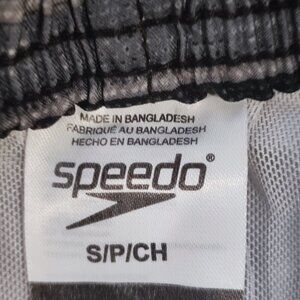 MADE IN BANGLADESH
FABRIQUÉ AU BANGLADESH
HECHO EN BANGLADESH
speedo®
S/P/CH